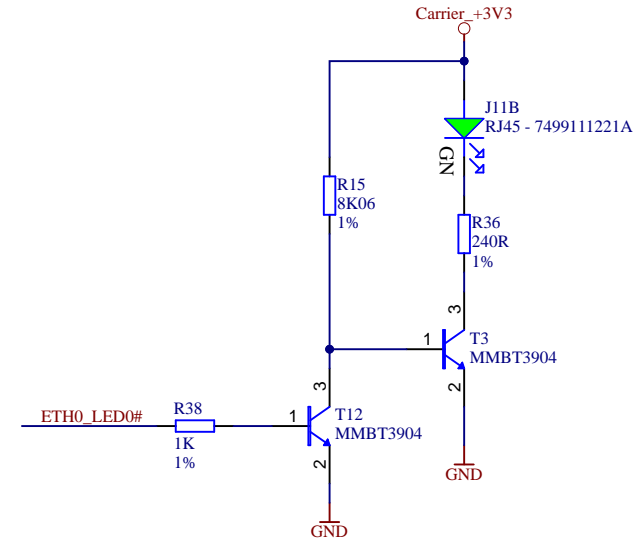 Carrier_+3V3
J11B
RJ45 - 7499111221A
GN
R15
8K06
1%
R36
240R
1%
3
1
T3
MMBT3904
2
3
ETH0_LED0#
R38
1
T12
MMBT3904
1K
1%
2
GND
GND